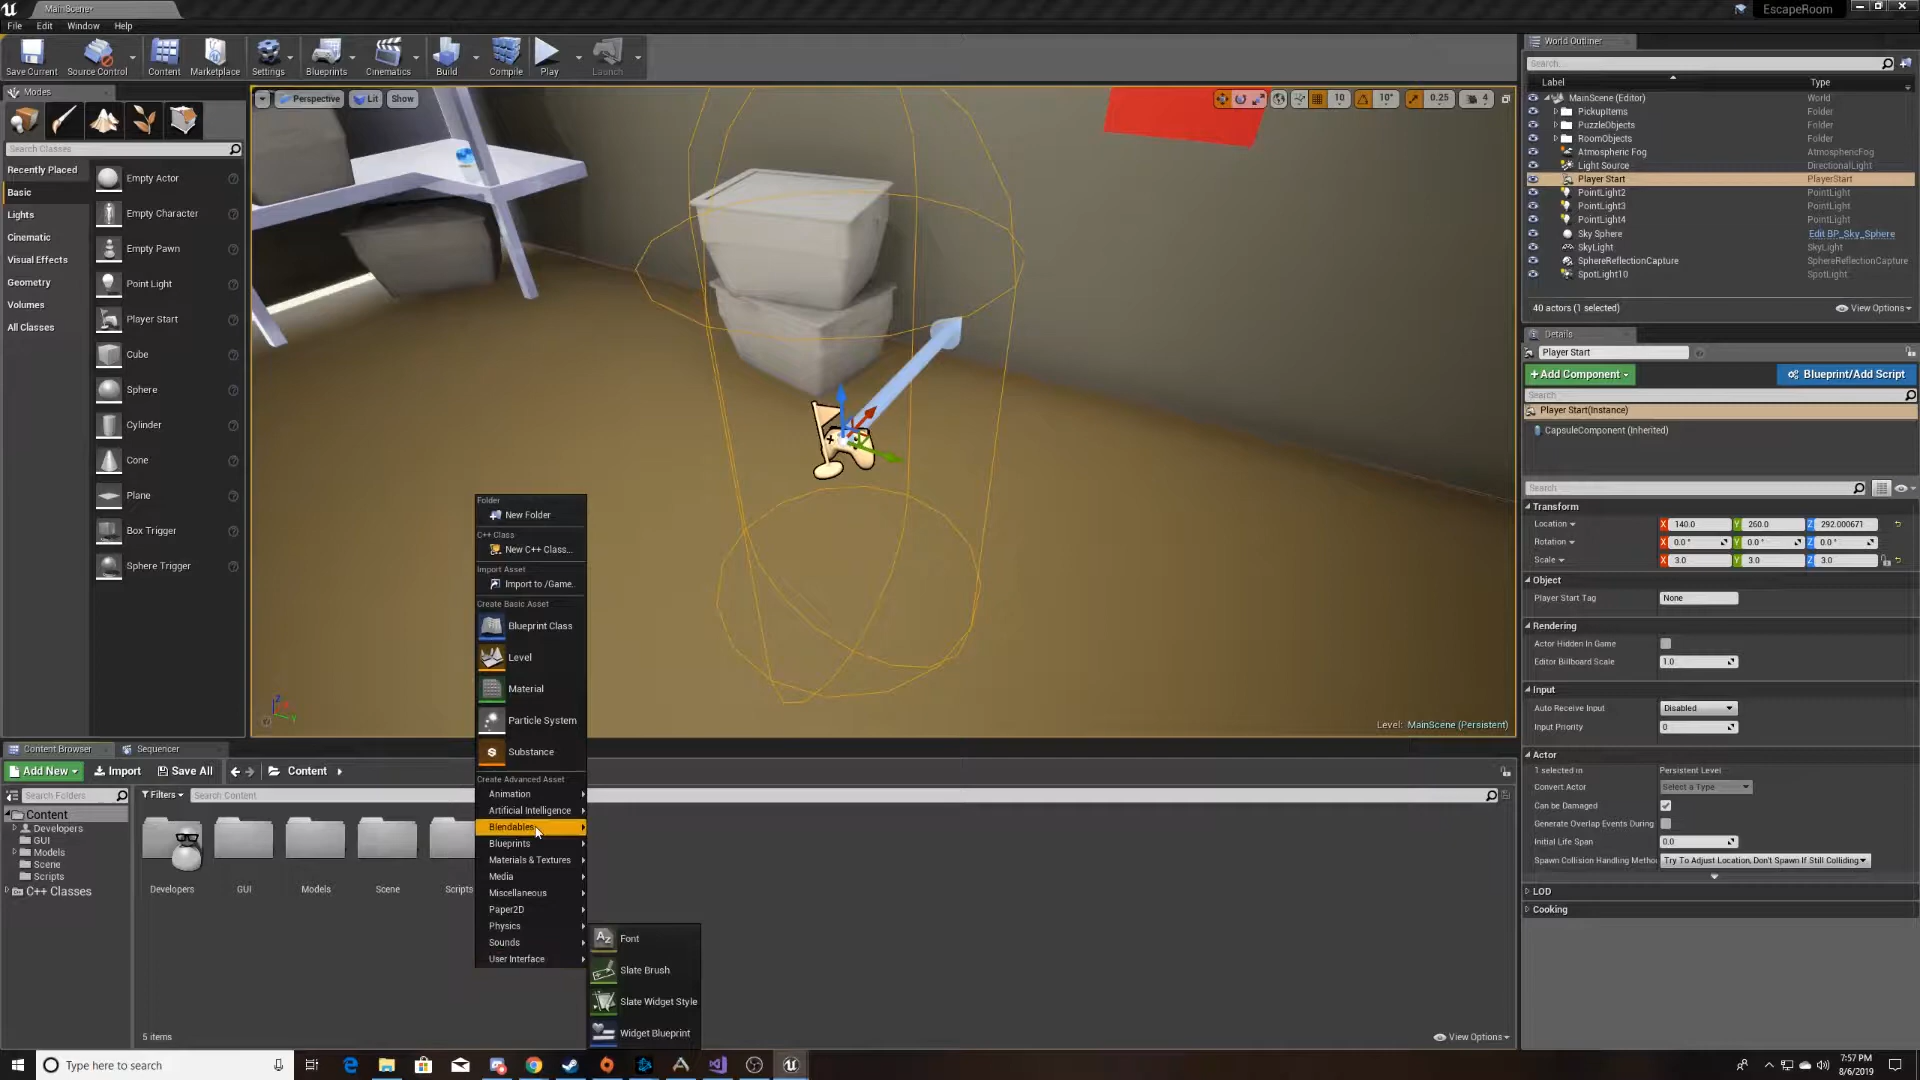 MainScene
EscapeRoom
File Edit Window Help
Save Current Source Control Content Marketplace Settings Blueprints Cinematics Build Compile Play Launch
Modes
Search Classes
Recently Placed
Basic
Lights
Cinematic
Visual Effects
Geometry
Volumes
All Classes
Empty Actor
Empty Character
Empty Pawn
Point Light
Player Start
Cube
Sphere
Cylinder
Cone
Plane
Box Trigger
Sphere Trigger
Perspective Lit Show
10 10° 0.25 4
Level: MainScene (Persistent)
World Outliner
Search...
Label Type
MainScene (Editor) World
PickupItems Folder
PuzzleObjects Folder
RoomObjects Folder
Atmospheric Fog AtmosphericFog
Light Source DirectionalLight
Player Start PlayerStart
PointLight2 PointLight
PointLight3 PointLight
PointLight4 PointLight
Sky Sphere Edit BP_Sky_Sphere
SkyLight SkyLight
SphereReflectionCapture SphereReflectionCapture
SpotLight10 SpotLight
40 actors (1 selected) View Options
Details
Player Start
+Add Component Blueprint/Add Script
Search
Player Start(Instance)
CapsuleComponent (Inherited)
Search
Transform
Location X 140.0 Y 260.0 Z 292.000671
Rotation X 0.0° Y 0.0° Z 0.0°
Scale X 3.0 Y 3.0 Z 3.0
Object
Player Start Tag None
Rendering
Actor Hidden In Game
Editor Billboard Scale 1.0
Input
Auto Receive Input Disabled
Input Priority 0
Actor
1 selected in Persistent Level
Convert Actor Select a Type
Can be Damaged
Generate Overlap Events During
Initial Life Span 0.0
Spawn Collision Handling Metho Try To Adjust Location, Don't Spawn If Still Colliding
LOD
Cooking
Folder
New Folder
C++ Class
New C++ Class...
Import Asset
Import to /Game...
Create Basic Asset
Blueprint Class
Level
Material
Particle System
Substance
Create Advanced Asset
Animation
Artificial Intelligence
Blendables
Blueprints
Materials & Textures
Media
Miscellaneous
Paper2D
Physics
Sounds
User Interface
Font
Slate Brush
Slate Widget Style
Widget Blueprint
Content Browser Sequencer
Add New Import Save All Content
Search Folders Filters Search Content
Content
Developers
GUI
Models
Scene
Scripts
C++ Classes
Developers GUI Models Scene Scripts
5 items View Options
Type here to search
7:57 PM
8/6/2019